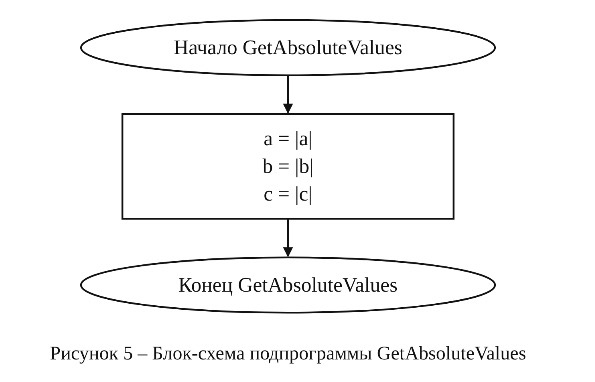 Начало GetAbsoluteValues
a = |a|
b = |b|
c = |c|
Конец GetAbsoluteValues
Рисунок 5 – Блок-схема подпрограммы GetAbsoluteValues